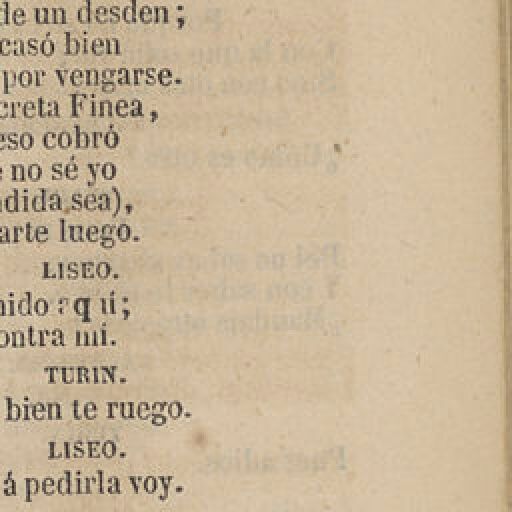 de un desden;
casó bien
por vengarse.
creta Finea,
eso cobró
no sé yo
dida sea),
arte luego.
LISEO.
nido aquí;
ontra mí.
TURIN.
bien te ruego.
LISEO.
á pedirla voy.